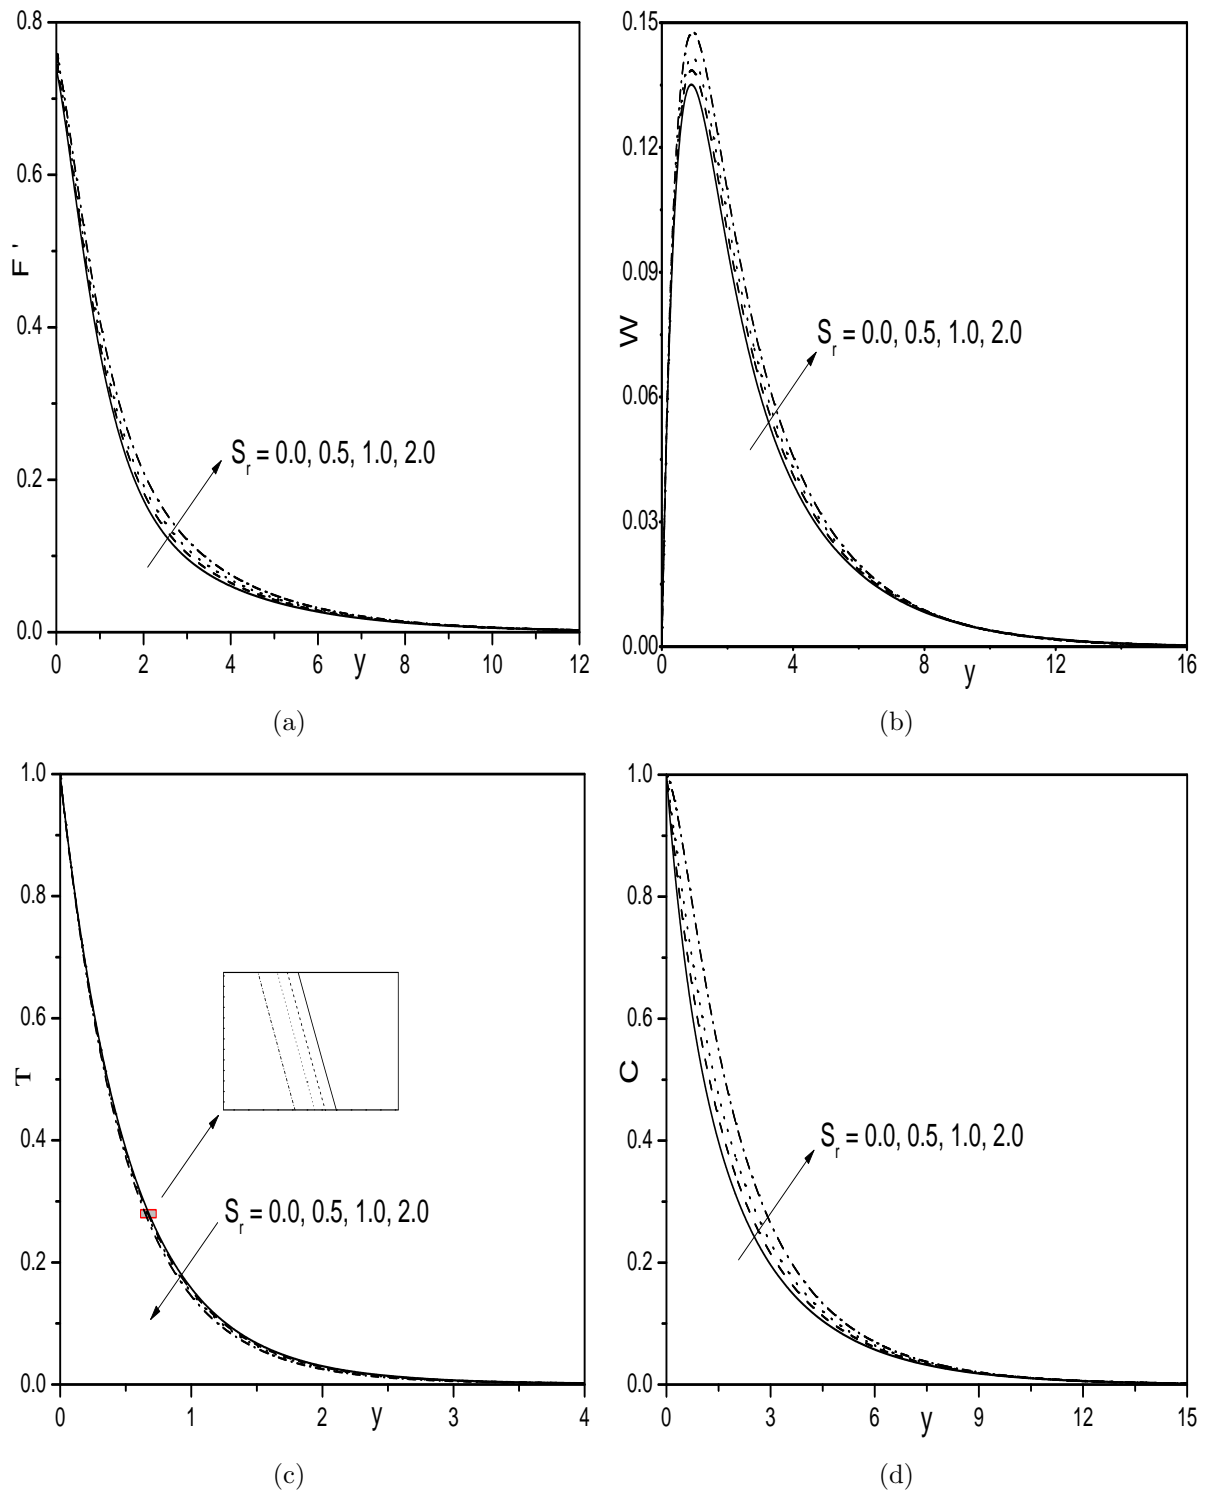 0.8
0.6
0.4
0.2
0.0
F '
S_r = 0.0, 0.5, 1.0, 2.0
0 2 4 6 8 10 12
y
(a)
0.15
0.12
0.09
0.06
0.03
0.00
W
S_r = 0.0, 0.5, 1.0, 2.0
0 4 8 12 16
y
(b)
1.0
0.8
0.6
0.4
0.2
0.0
T
S_r = 0.0, 0.5, 1.0, 2.0
0 1 2 3 4
y
(c)
1.0
0.8
0.6
0.4
0.2
0.0
C
S_r = 0.0, 0.5, 1.0, 2.0
0 3 6 9 12 15
y
(d)